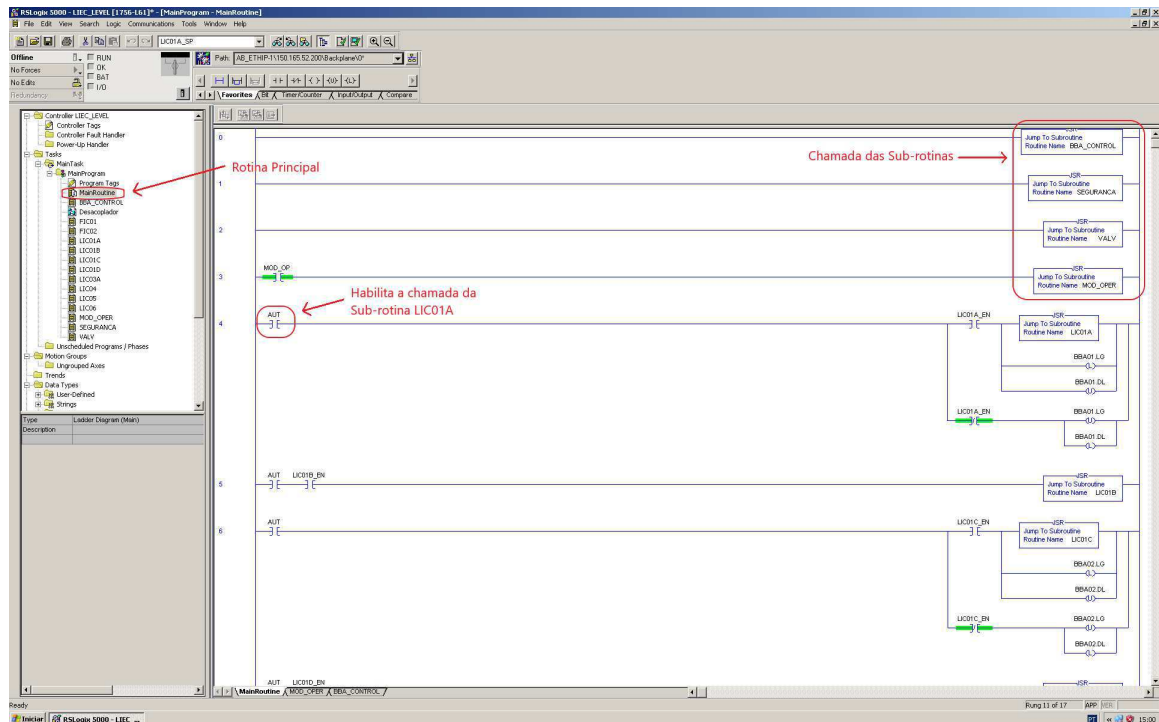 RSLogix 5000 - LIEC_LEVEL [1756-L61]* - [MainProgram - MainRoutine]
File Edit View Search Logic Communications Tools Window Help
LIC01A_SP
Offline
RUN
Path: AB_ETHIP-1\150.165.52.200\Backplane\0*
No Forces
OK
No Edits
BAT
Redundancy
I/O
Favorites Bit Timer/Counter Input/Output Compare
Controller LIEC_LEVEL
Controller Tags
Controller Fault Handler
Power-Up Handler
Tasks
MainTask
MainProgram
Program Tags
MainRoutine
BBA_CONTROL
Desacoplador
FIC01
FIC02
LIC01A
LIC01B
LIC01C
LIC01D
LIC03A
LIC04
LIC05
LIC06
MOD_OPER
SEGURANCA
VALV
Unscheduled Programs / Phases
Motion Groups
Ungrouped Axes
Trends
Data Types
User-Defined
Strings
Type Ladder Diagram (Main)
Description
Rotina Principal
Chamada das Sub-rotinas
Habilita a chamada da
Sub-rotina LIC01A
0
JSR
Jump To Subroutine
Routine Name BBA_CONTROL
1
JSR
Jump To Subroutine
Routine Name SEGURANCA
2
JSR
Jump To Subroutine
Routine Name VALV
3
MOD_OP
JSR
Jump To Subroutine
Routine Name MOD_OPER
4
AUT
LIC01A_EN
JSR
Jump To Subroutine
Routine Name LIC01A
BBA01.LG
L
BBA01.DL
U
LIC01A_EN
BBA01.LG
U
BBA01.DL
L
5
AUT LIC01B_EN
JSR
Jump To Subroutine
Routine Name LIC01B
6
AUT
LIC01C_EN
JSR
Jump To Subroutine
Routine Name LIC01C
BBA02.LG
L
BBA02.DL
U
LIC01C_EN
BBA02.LG
U
BBA02.DL
L
AUT LIC01D_EN
JSR
MainRoutine MOD_OPER BBA_CONTROL
Ready
Rung 11 of 17 APP VER
Iniciar RSLogix 5000 - LIEC ...
PT 15:00